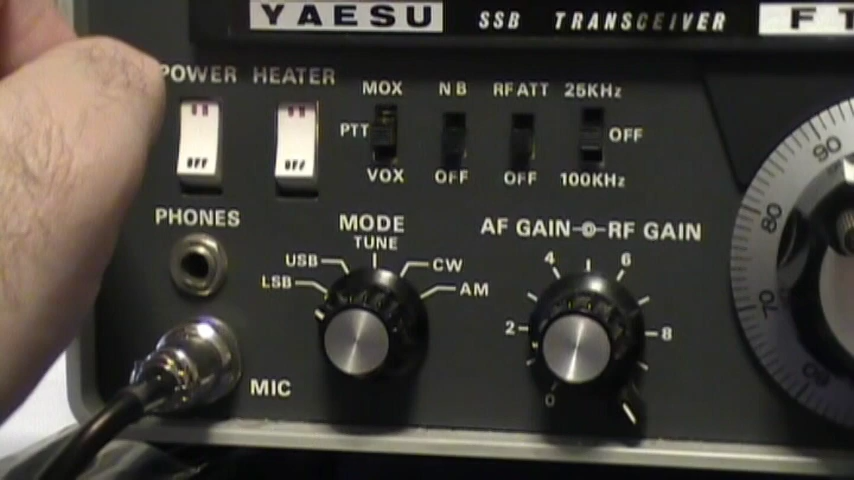 YAESU SSB TRANSCEIVER FT
POWER HEATER MOX NB RF ATT 25KHz
PTT OFF
OFF OFF VOX OFF OFF 100KHz
PHONES MODE AF GAIN RF GAIN
TUNE
USB CW 4 6
LSB AM
2 8
0
MIC
90
80
70
60